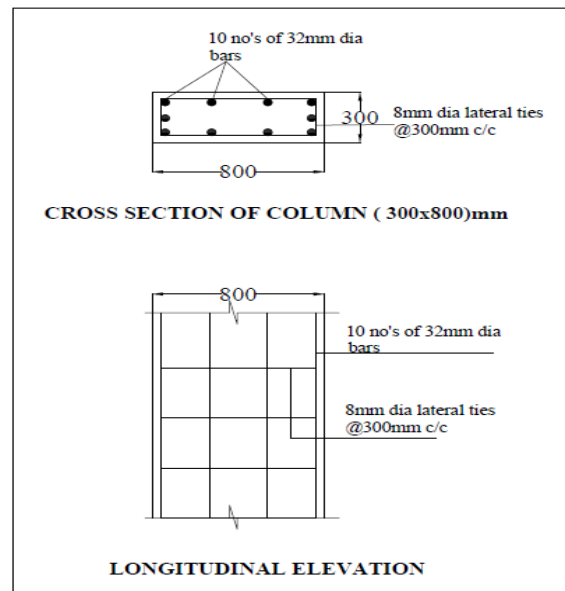 10 no's of 32mm dia
bars
300
8mm dia lateral ties
@300mm c/c
800
CROSS SECTION OF COLUMN ( 300x800)mm
800
10 no's of 32mm dia
bars
8mm dia lateral ties
@300mm c/c
LONGITUDINAL ELEVATION